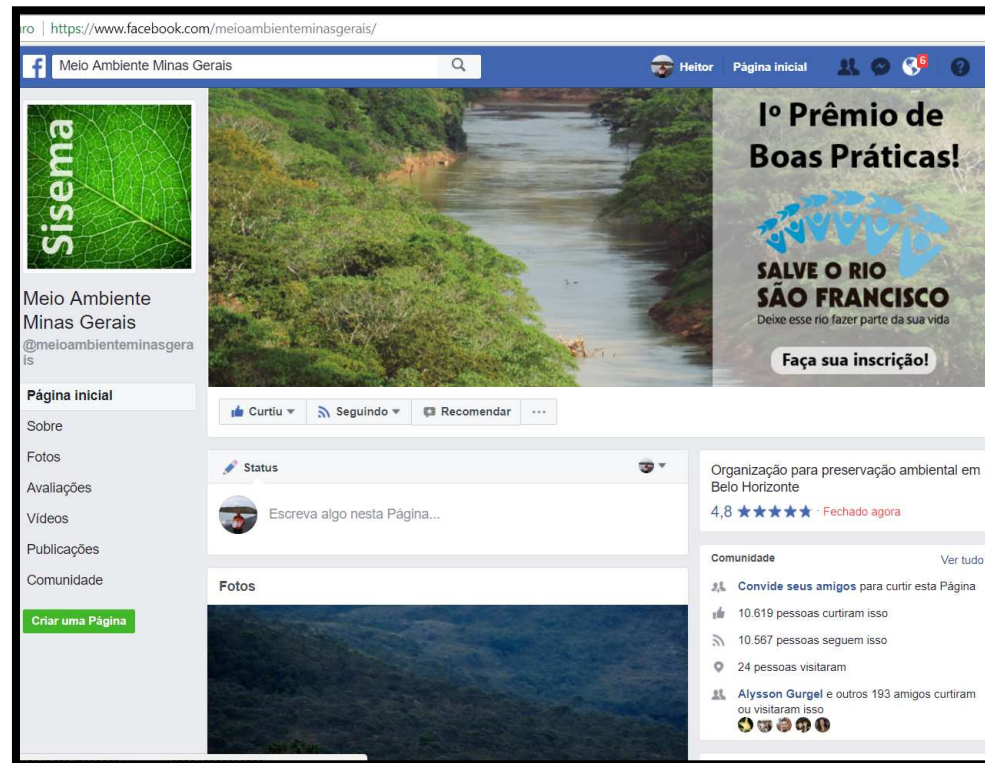 ro https://www.facebook.com/meioambienteminasgerais/
Meio Ambiente Minas Gerais
Heitor Página inicial 6
Sisema
Iº Prêmio de
Boas Práticas!
SALVE O RIO
SÃO FRANCISCO
Deixe esse rio fazer parte da sua vida
Faça sua inscrição!
Meio Ambiente
Minas Gerais
@meioambienteminasgera
is
Página inicial
Sobre
Fotos
Avaliações
Vídeos
Publicações
Comunidade
Criar uma Página
Curtiu Seguindo Recomendar ...
Status
Escreva algo nesta Página...
Fotos
Organização para preservação ambiental em
Belo Horizonte
4,8 ★★★★★ · Fechado agora
Comunidade Ver tudo
Convide seus amigos para curtir esta Página
10.619 pessoas curtiram isso
10.567 pessoas seguem isso
24 pessoas visitaram
Alysson Gurgel e outros 193 amigos curtiram
ou visitaram isso